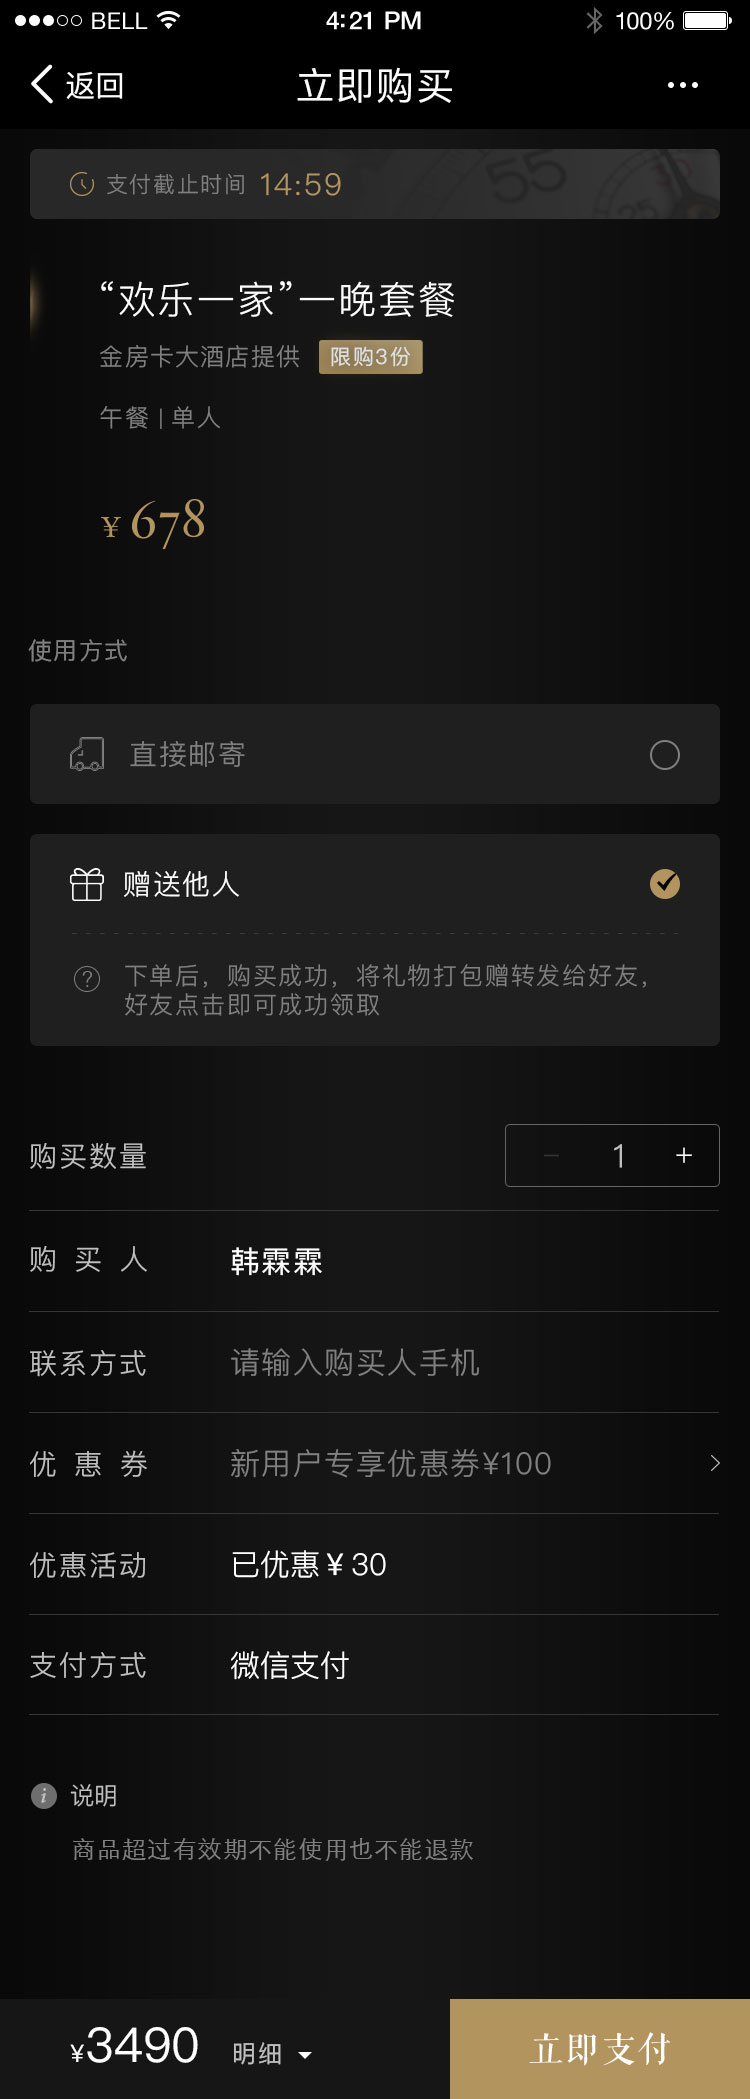 BELL 4:21 PM 100%
返回 立即购买
支付截止时间 14:59
55
25
“欢乐一家”一晚套餐
金房卡大酒店提供 限购3份
午餐 | 单人
¥ 678
使用方式
直接邮寄
赠送他人
下单后，购买成功，将礼物打包赠转发给好友，
好友点击即可成功领取
购买数量 － 1 +
购买人 韩霖霖
联系方式 请输入购买人手机
优惠券 新用户专享优惠券¥100
优惠活动 已优惠 ¥ 30
支付方式 微信支付
说明
商品超过有效期不能使用也不能退款
¥3490 明细 立即支付